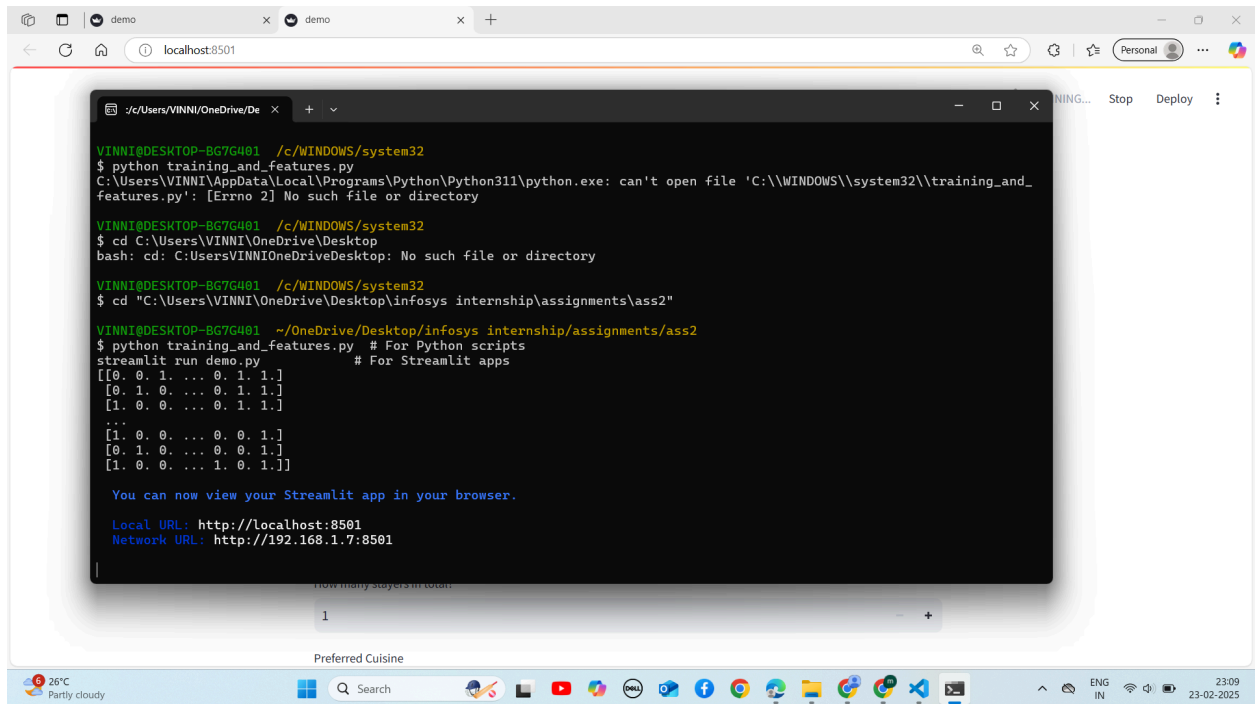 demo
demo
localhost:8501
Personal
:/c/Users/VINNI/OneDrive/De
NING...
Stop
Deploy
VINNI@DESKTOP-BG7G401 /c/WINDOWS/system32
$ python training_and_features.py
C:\Users\VINNI\AppData\Local\Programs\Python\Python311\python.exe: can't open file 'C:\\WINDOWS\\system32\\training_and_
features.py': [Errno 2] No such file or directory
VINNI@DESKTOP-BG7G401 /c/WINDOWS/system32
$ cd C:\Users\VINNI\OneDrive\Desktop
bash: cd: C:UsersVINNIOneDriveDesktop: No such file or directory
VINNI@DESKTOP-BG7G401 /c/WINDOWS/system32
$ cd "C:\Users\VINNI\OneDrive\Desktop\infosys internship\assignments\ass2"
VINNI@DESKTOP-BG7G401 ~/OneDrive/Desktop/infosys internship/assignments/ass2
$ python training_and_features.py # For Python scripts
streamlit run demo.py # For Streamlit apps
[[0. 0. 1. ... 0. 1. 1.]
[0. 1. 0. ... 0. 1. 1.]
[1. 0. 0. ... 0. 1. 1.]
...
[1. 0. 0. ... 0. 0. 1.]
[0. 1. 0. ... 0. 0. 1.]
[1. 0. 0. ... 1. 0. 1.]]
You can now view your Streamlit app in your browser.
Local URL: http://localhost:8501
Network URL: http://192.168.1.7:8501
How many stayers in total?
1
Preferred Cuisine
6
26°C
Partly cloudy
Search
DELL
ENG
IN
23:09
23-02-2025